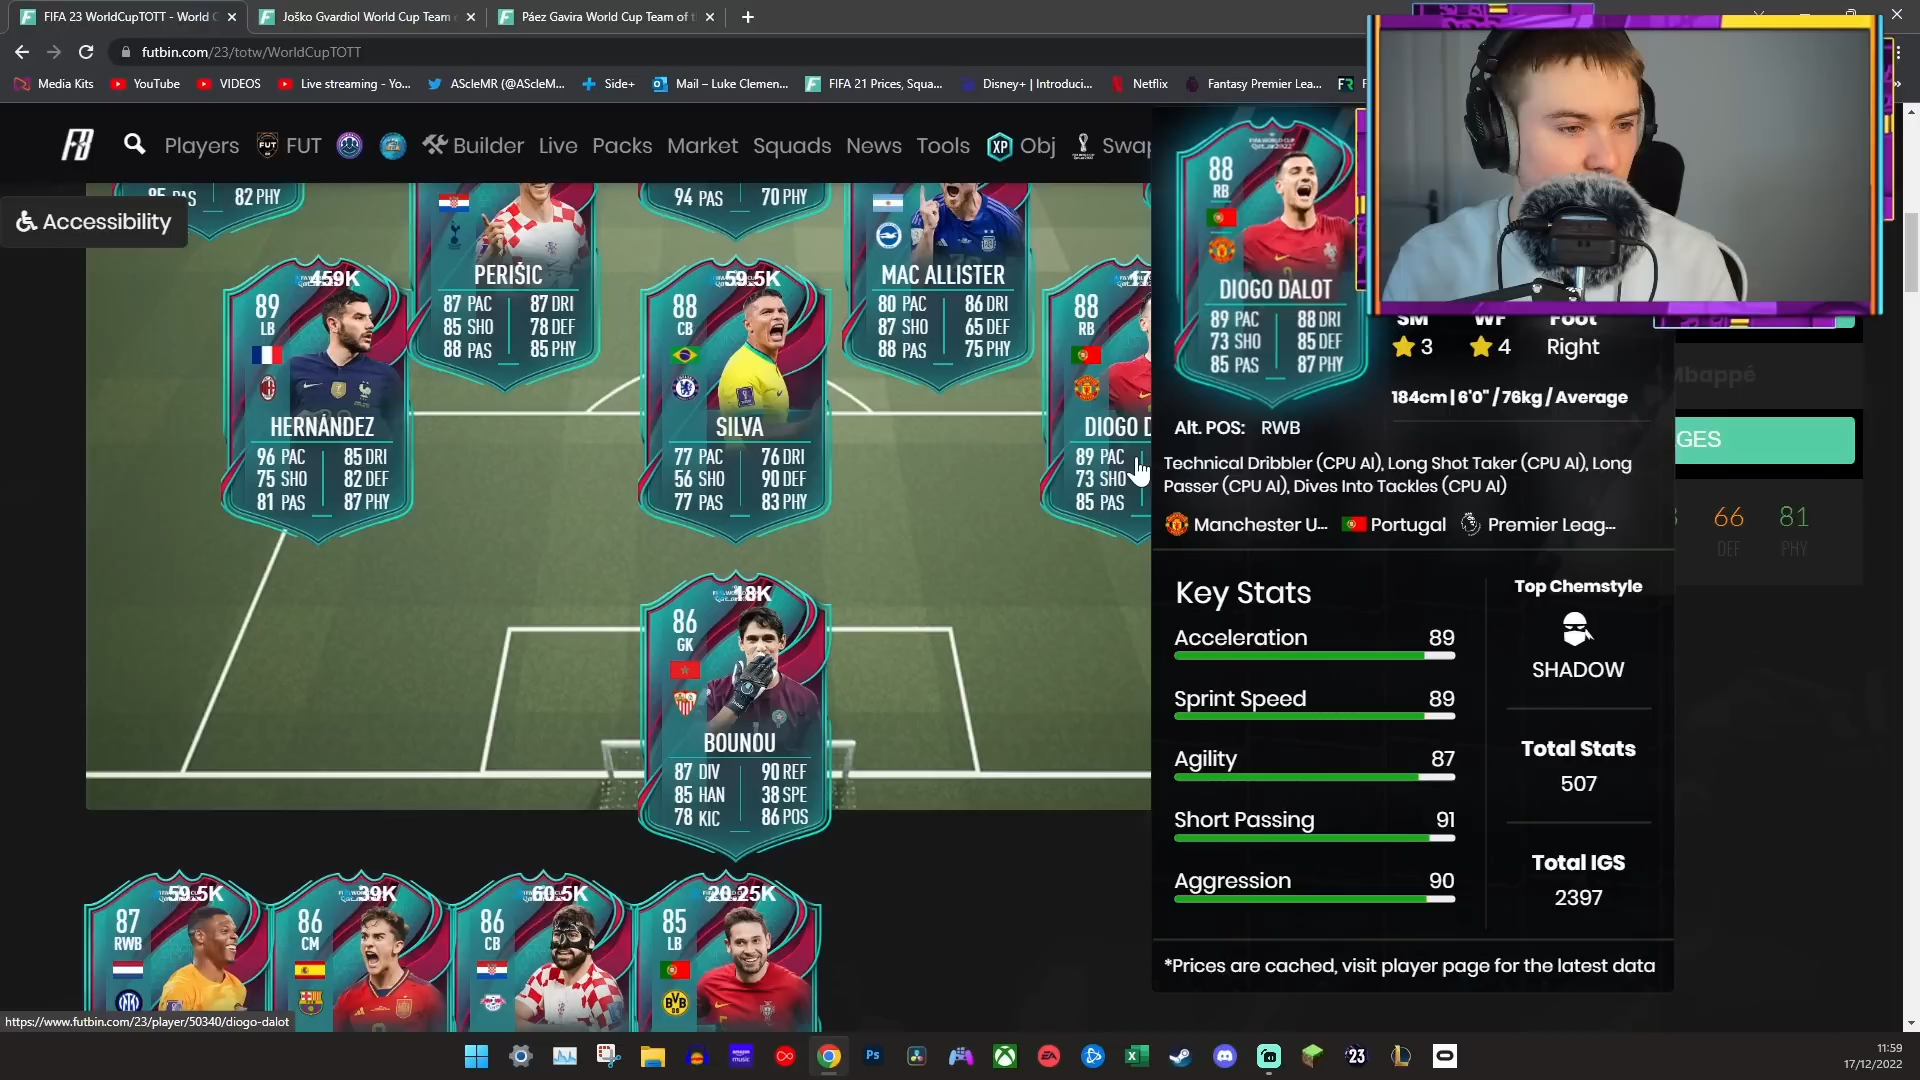 FIFA 23 WorldCupTOTT - World C
Joško Gvardiol World Cup Team
Páez Gavira World Cup Team of t
futbin.com/23/totw/WorldCupTOTT
Media Kits
YouTube
VIDEOS
Live streaming - Yo...
AScleMR (@AScleM...
Side+
Mail – Luke Clemen...
FIFA 21 Prices, Squa...
Disney+ | Introduci...
Netflix
Fantasy Premier Lea...
Players
FUT
Builder
Live
Packs
Market
Squads
News
Tools
XP Obj
Swap
Accessibility
82 PHY
94 PAS 70 PHY
PERIŠIĆ
87 PAC 87 DRI
85 SHO 78 DEF
88 PAS 85 PHY
MAC ALLISTER
80 PAC 86 DRI
87 SHO 65 DEF
88 PAS 75 PHY
459K
89
LB
HERNÁNDEZ
96 PAC 85 DRI
75 SHO 82 DEF
81 PAS 87 PHY
59.5K
88
CB
SILVA
77 PAC 76 DRI
56 SHO 90 DEF
77 PAS 83 PHY
88
RB
DIOGO D
89 PAC
73 SHO
85 PAS
88
RB
DIOGO DALOT
89 PAC 88 DRI
73 SHO 85 DEF
85 PAS 87 PHY
SM WF Foot
3 4 Right
184cm | 6'0" / 76kg / Average
Alt. POS: RWB
Technical Dribbler (CPU AI), Long Shot Taker (CPU AI), Long
Passer (CPU AI), Dives Into Tackles (CPU AI)
Manchester U... Portugal Premier Leag...
Key Stats
Acceleration 89
Sprint Speed 89
Agility 87
Short Passing 91
Aggression 90
Top Chemstyle
SHADOW
Total Stats
507
Total IGS
2397
*Prices are cached, visit player page for the latest data
Mbappé
GES
66 81
DEF PHY
18K
86
GK
BOUNOU
87 DIV 90 REF
85 HAN 38 SPE
78 KIC 86 POS
59.5K
87
RWB
39K
86
CM
60.5K
86
CB
20.25K
85
LB
https://www.futbin.com/23/player/50340/diogo-dalot
11:59
17/12/2022